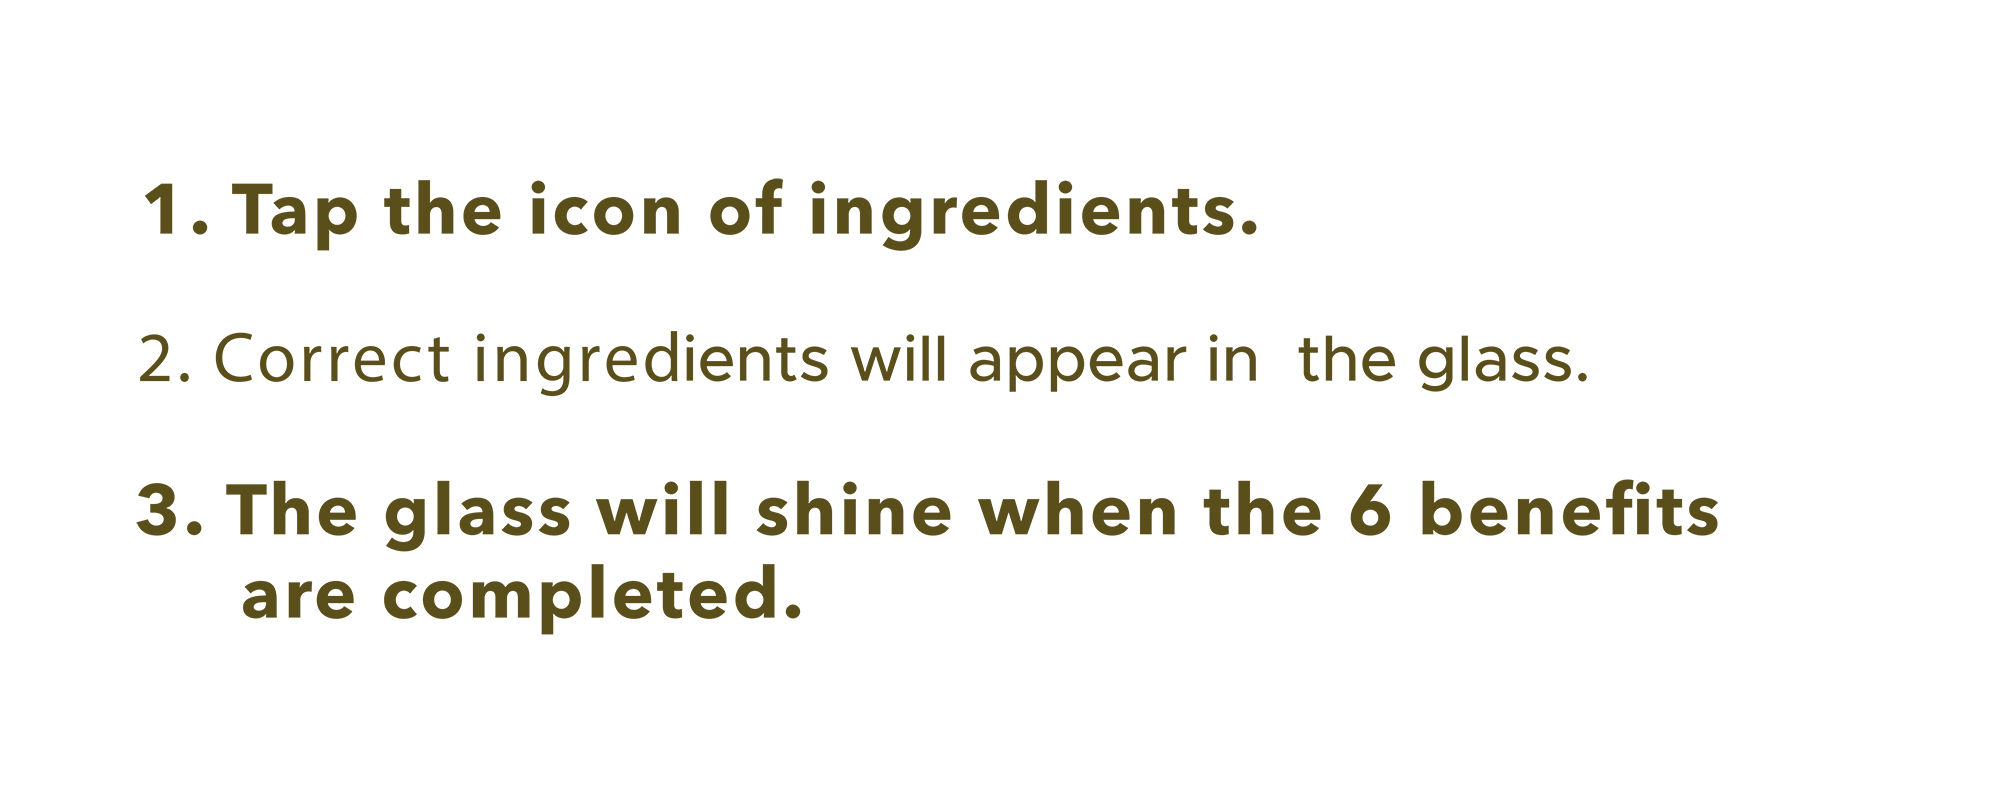 1. Tap the icon of ingredients.
2. Correct ingredients will appear in  the glass.
3. The glass will shine when the 6 benefits
are completed.